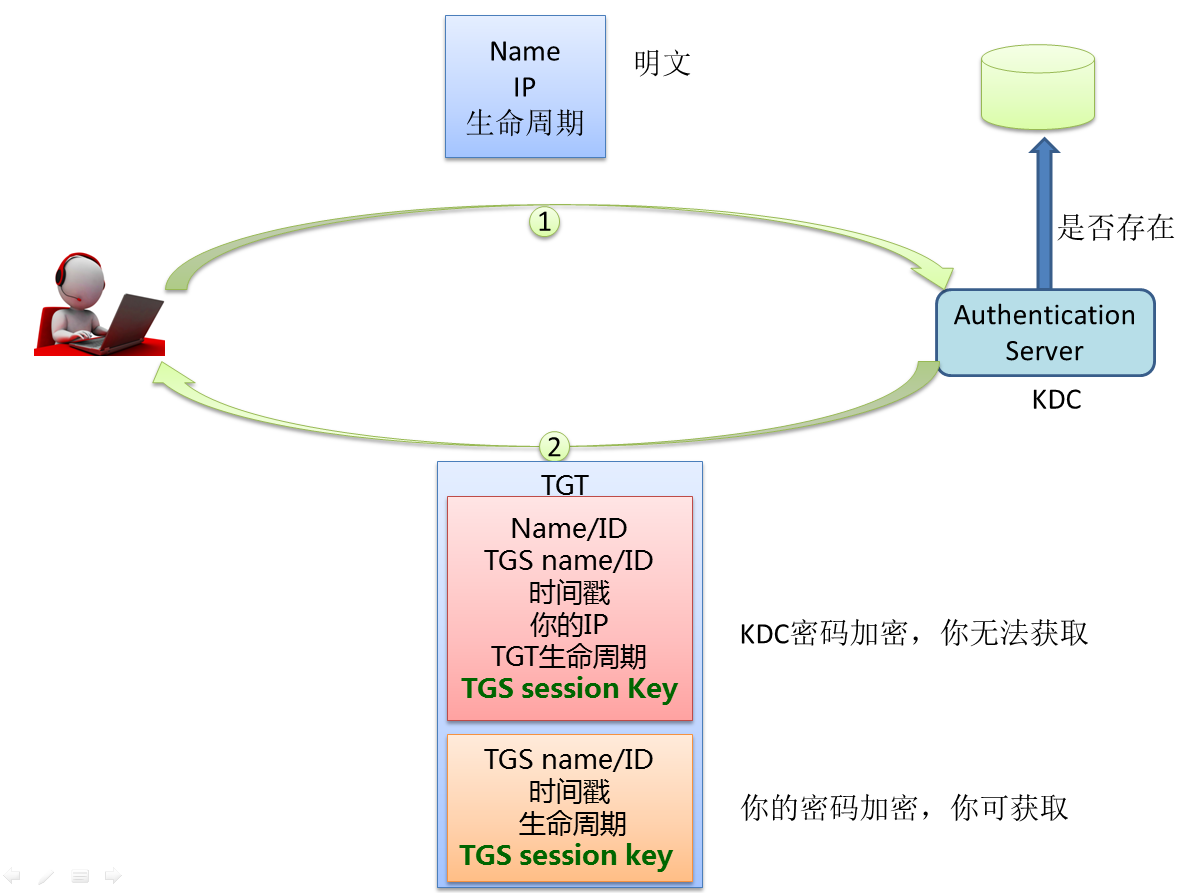 Name
IP
生命周期
明文
1
是否存在
Authentication
Server
KDC
2
TGT
Name/ID
TGS name/ID
时间戳
你的IP
TGT生命周期
TGS session Key
KDC密码加密，你无法获取
TGS name/ID
时间戳
生命周期
TGS session key
你的密码加密，你可获取